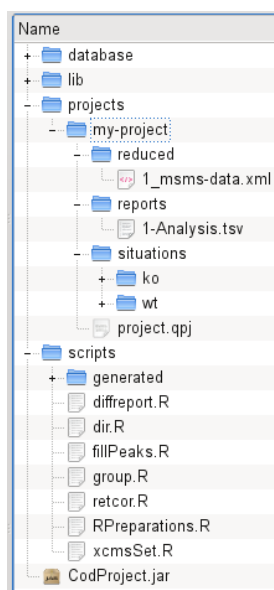 Name
database
lib
projects
my-project
reduced
1_msms-data.xml
reports
1-Analysis.tsv
situations
ko
wt
project.qpj
scripts
generated
diffreport.R
dir.R
fillPeaks.R
group.R
retcor.R
RPreparations.R
xcmsSet.R
CodProject.jar